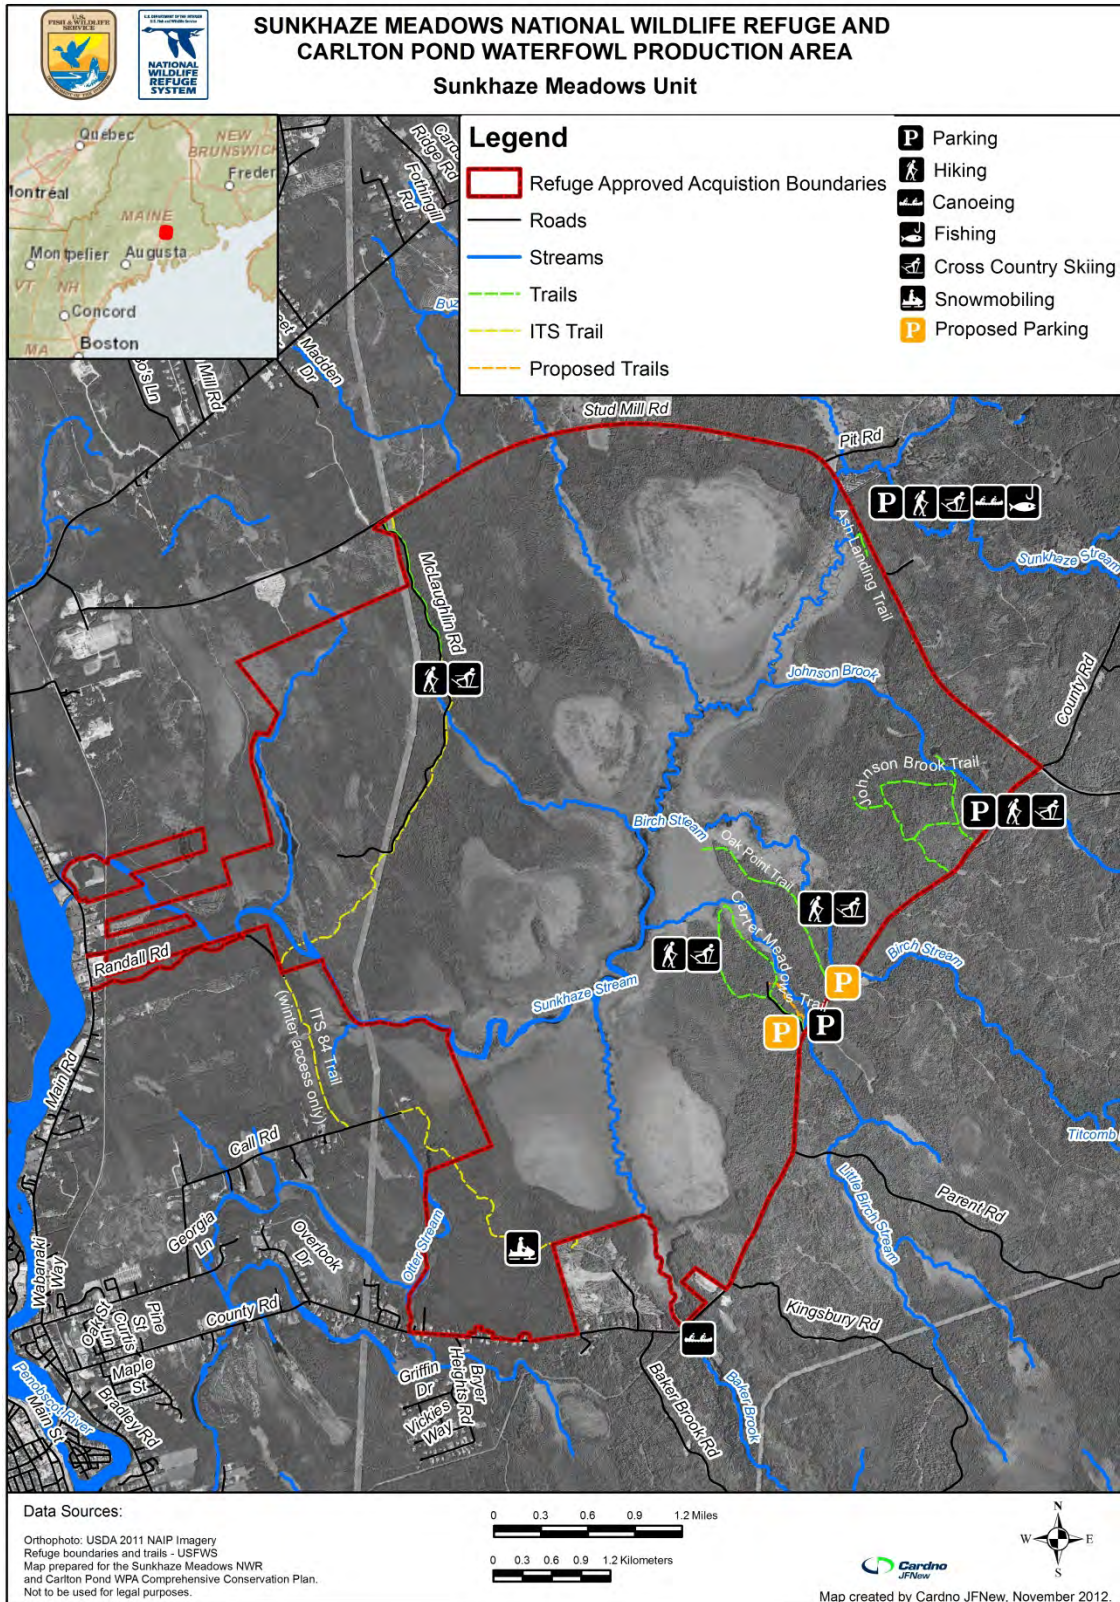 SUNKHAZE MEADOWS NATIONAL WILDLIFE REFUGE AND
CARLTON POND WATERFOWL PRODUCTION AREA
Sunkhaze Meadows Unit
U.S.
FISH & WILDLIFE
SERVICE
NATIONAL
WILDLIFE
REFUGE
SYSTEM
Quebec
NEW
BRUNSWICK
Montréal
Freder
MAINE
Montpelier
Augusta
VT
NH
Concord
MA
Boston
Legend
Refuge Approved Acquistion Boundaries
Roads
Streams
Trails
ITS Trail
Proposed Trails
P Parking
Hiking
Canoeing
Fishing
Cross Country Skiing
Snowmobiling
P Proposed Parking
Ridge Rd
Fothingill
Rd
Madden
Dr
Mill Rd
Stud Mill Rd
Pit Rd
P
Ash Landing Trail
Sunkhaze Stream
McLaughlin Rd
Johnson Brook
County Rd
Johnson Brook Trail
P
Birch Stream
Oak Point Trail
Carter Meadows Trail
Birch Stream
P
P
P
Randall Rd
Sunkhaze Stream
ITS 84 Trail
(winter access only)
Main Rd
Titcomb
Call Rd
Little Birch Stream
Parent Rd
Georgia
Ln
Overlook
Dr
Otter Stream
Wabanaki
Way
County Rd
Kingsbury Rd
Oak St
Curtis
Ln
Pine
St
Maple
St
Bradley Rd
Penobscot River
Main St
Griffin
Dr
Bryer
Heights Rd
Vickies
Way
Baker Brook Rd
Baker Brook
Data Sources:
Orthophoto: USDA 2011 NAIP Imagery
Refuge boundaries and trails - USFWS
Map prepared for the Sunkhaze Meadows NWR
and Carlton Pond WPA Comprehensive Conservation Plan.
Not to be used for legal purposes.
0 0.3 0.6 0.9 1.2 Miles
0 0.3 0.6 0.9 1.2 Kilometers
N
W E
S
Cardno
JFNew
Map created by Cardno JFNew, November 2012.